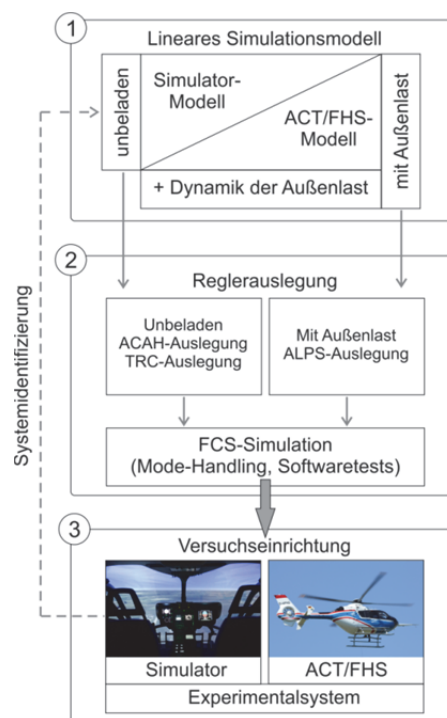 1
Lineares Simulationsmodell
unbeladen
Simulator-
Modell
ACT/FHS-
Modell
mit Außenlast
+ Dynamik der Außenlast
Systemidentifizierung
2
Reglerauslegung
Unbeladen
ACAH-Auslegung
TRC-Auslegung
Mit Außenlast
ALPS-Auslegung
FCS-Simulation
(Mode-Handling, Softwaretests)
3
Versuchseinrichtung
Simulator
ACT/FHS
Experimentalsystem